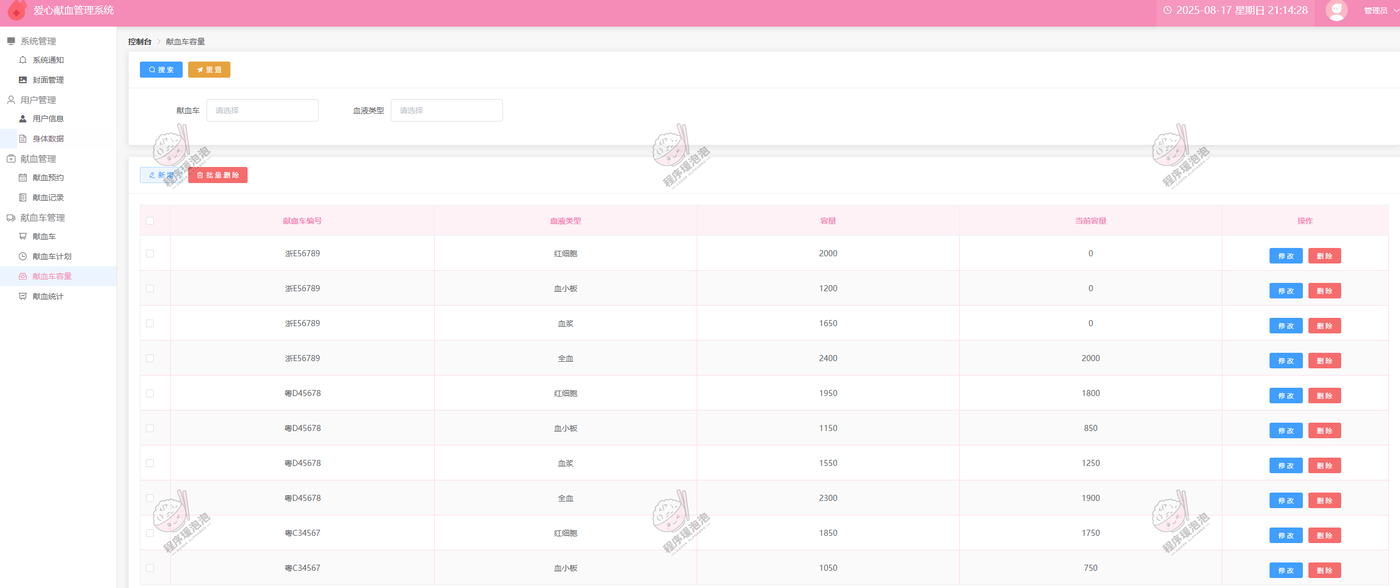 爱心献血管理系统
2025-08-17 星期日 21:14:28
管理员
系统管理
系统通知
封面管理
用户管理
用户信息
身体数据
献血管理
献血预约
献血记录
献血车管理
献血车
献血车计划
献血车容量
献血统计
控制台 > 献血车容量
搜索 重置
献血车 请选择 血液类型 请选择
新增 批量删除
献血车编号 血液类型 容量 当前容量 操作
浙E56789 红细胞 2000 0 修改 删除
浙E56789 血小板 1200 0 修改 删除
浙E56789 血浆 1650 0 修改 删除
浙E56789 全血 2400 2000 修改 删除
粤D45678 红细胞 1950 1800 修改 删除
粤D45678 血小板 1150 850 修改 删除
粤D45678 血浆 1550 1250 修改 删除
粤D45678 全血 2300 1900 修改 删除
粤C34567 红细胞 1850 1750 修改 删除
粤C34567 血小板 1050 750 修改 删除